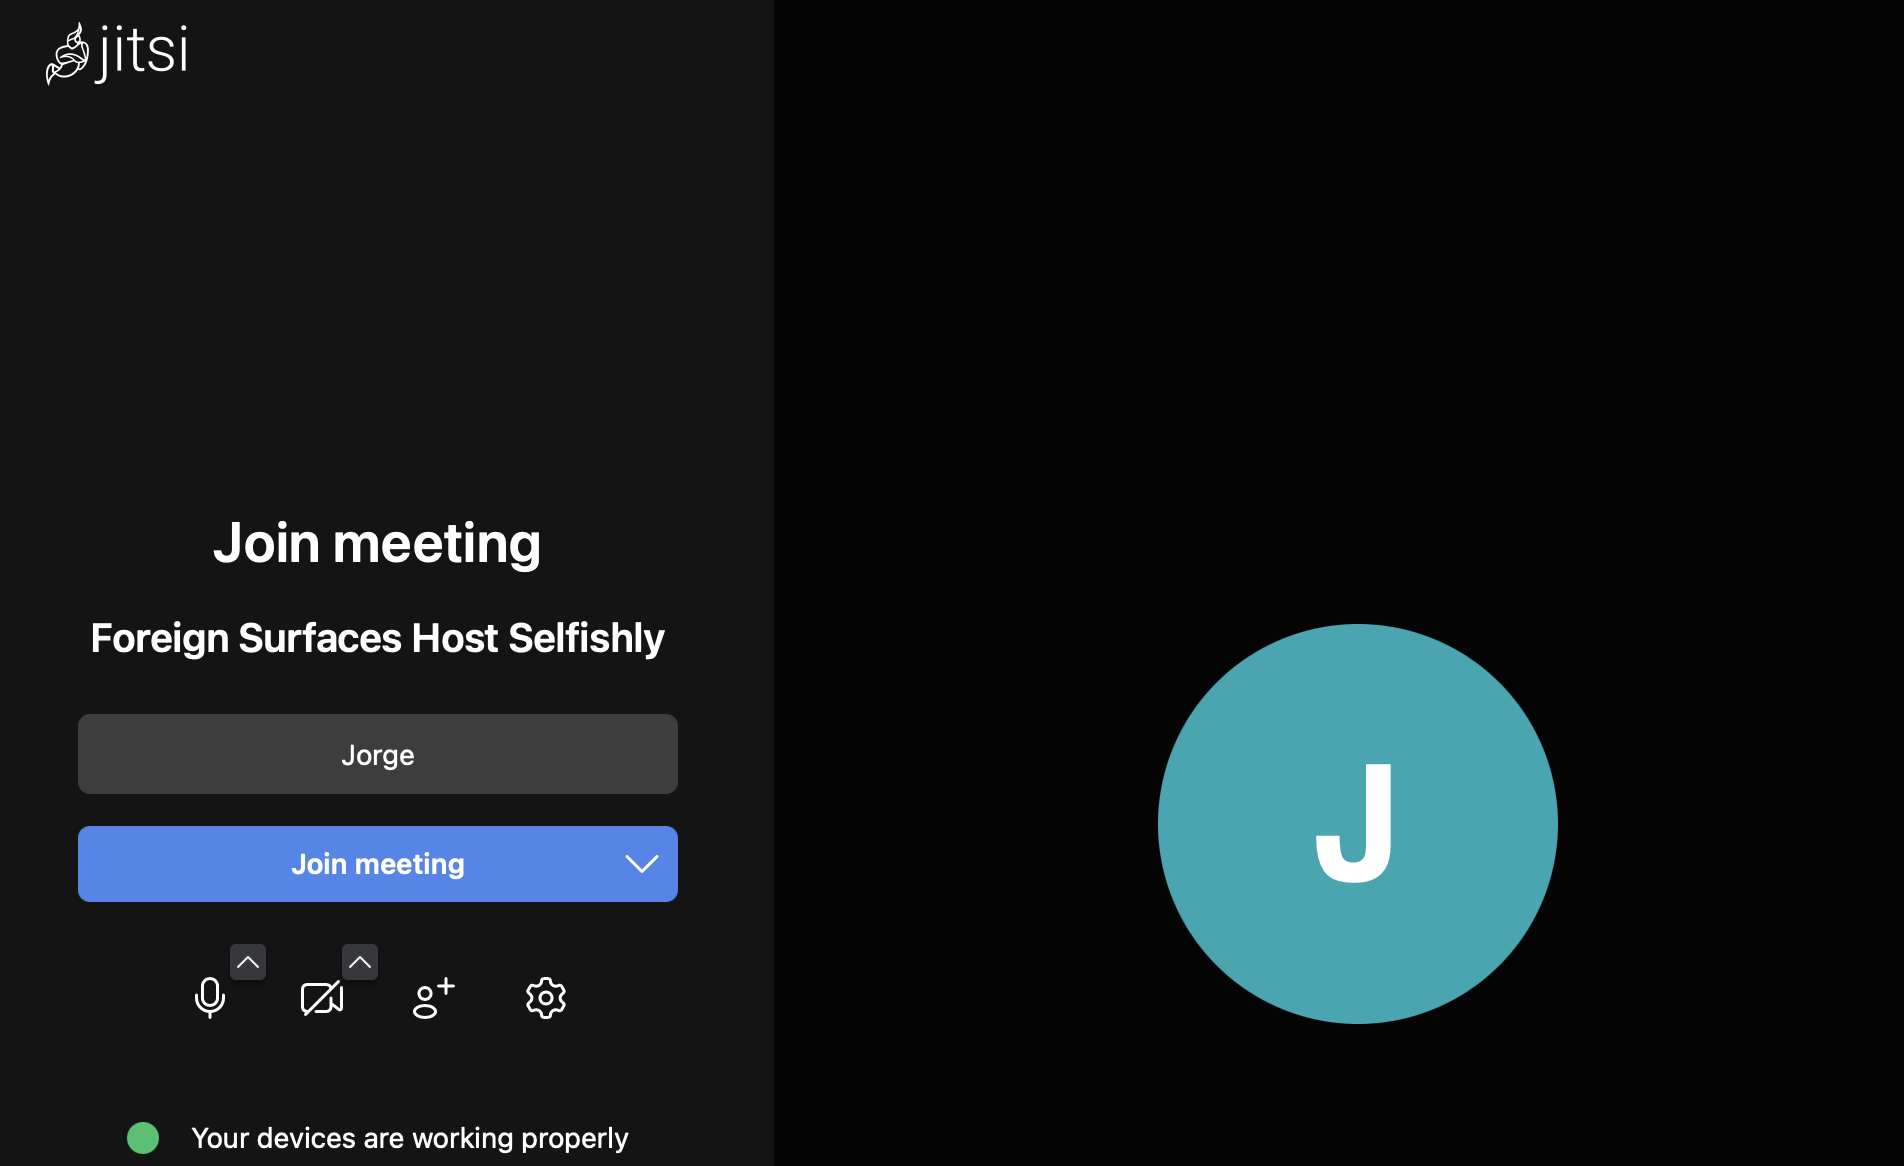 jitsi
Join meeting
Foreign Surfaces Host Selfishly
Jorge
Join meeting
Your devices are working properly
J